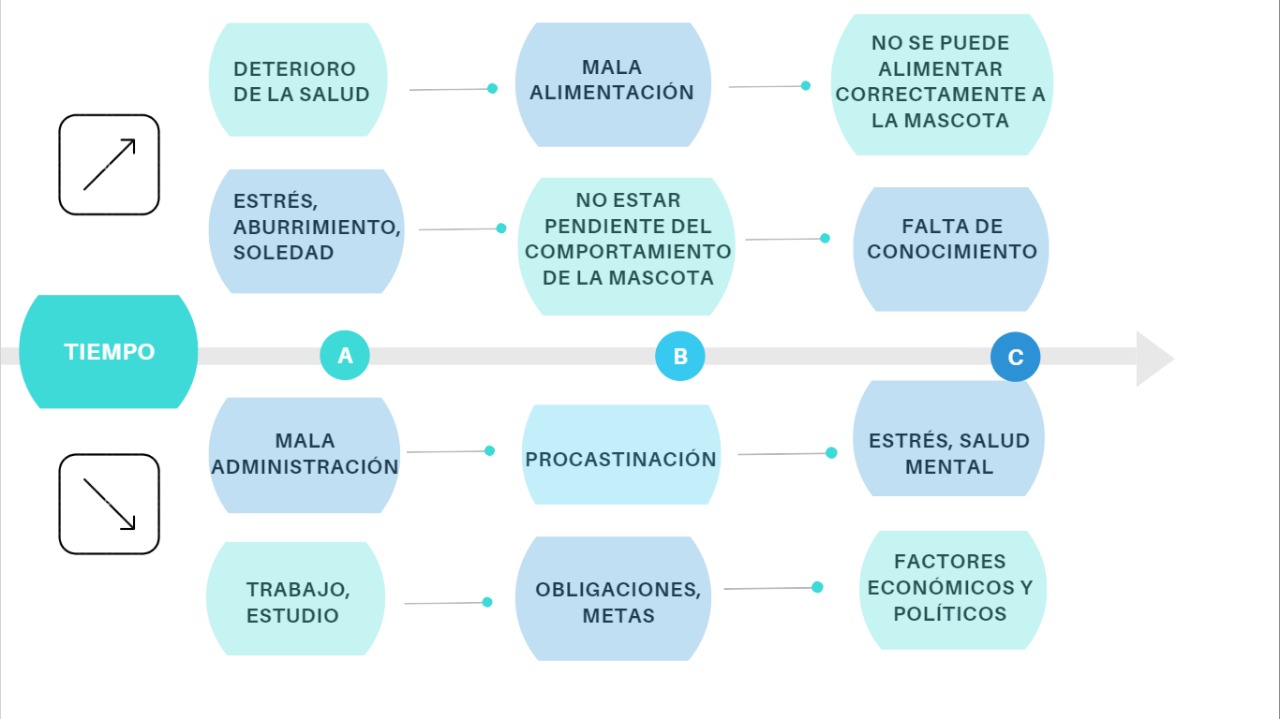 DETERIORO
DE LA SALUD
MALA
ALIMENTACIÓN
NO SE PUEDE
ALIMENTAR
CORRECTAMENTE A
LA MASCOTA
ESTRÉS,
ABURRIMIENTO,
SOLEDAD
NO ESTAR
PENDIENTE DEL
COMPORTAMIENTO
DE LA MASCOTA
FALTA DE
CONOCIMIENTO
TIEMPO
A
B
C
MALA
ADMINISTRACIÓN
PROCASTINACIÓN
ESTRÉS, SALUD
MENTAL
TRABAJO,
ESTUDIO
OBLIGACIONES,
METAS
FACTORES
ECONÓMICOS Y
POLÍTICOS